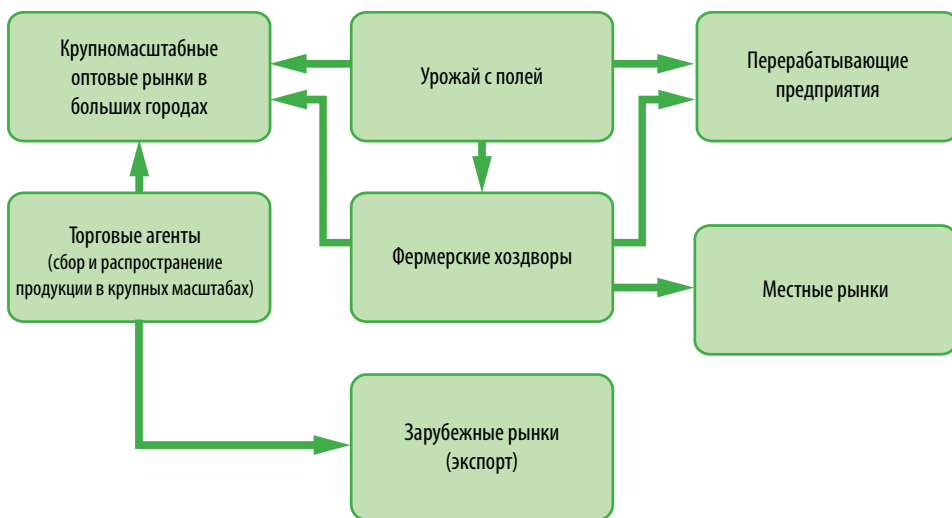 Крупномасштабные
оптовые рынки в
больших городах
Урожай с полей
Перерабатывающие
предприятия
Торговые агенты
(сбор и распространение
продукции в крупных масштабах)
Фермерские хоздворы
Местные рынки
Зарубежные рынки
(экспорт)